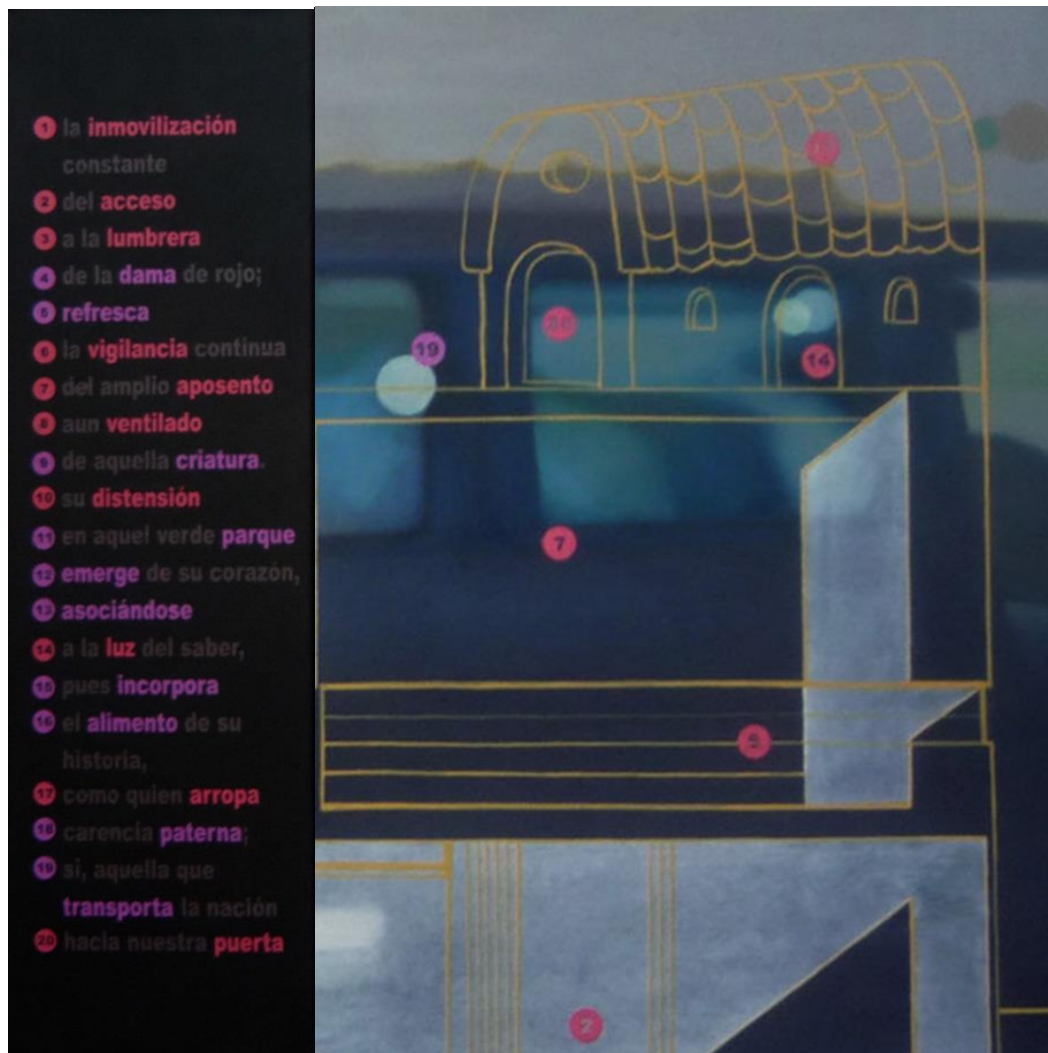 1 la inmovilización
constante
2 del acceso
3 a la lumbrera
4 de la dama de rojo;
5 refresca
6 la vigilancia continua
7 del amplio aposento
8 aun ventilado
9 de aquella criatura.
10 su distensión
11 en aquel verde parque
12 emerge de su corazón,
13 asociándose
14 a la luz del saber,
15 pues incorpora
16 el alimento de su
historia,
17 como quien arropa
18 carencia paterna;
19 si, aquella que
transporta la nación
20 hacia nuestra puerta
20
19
14
7
2